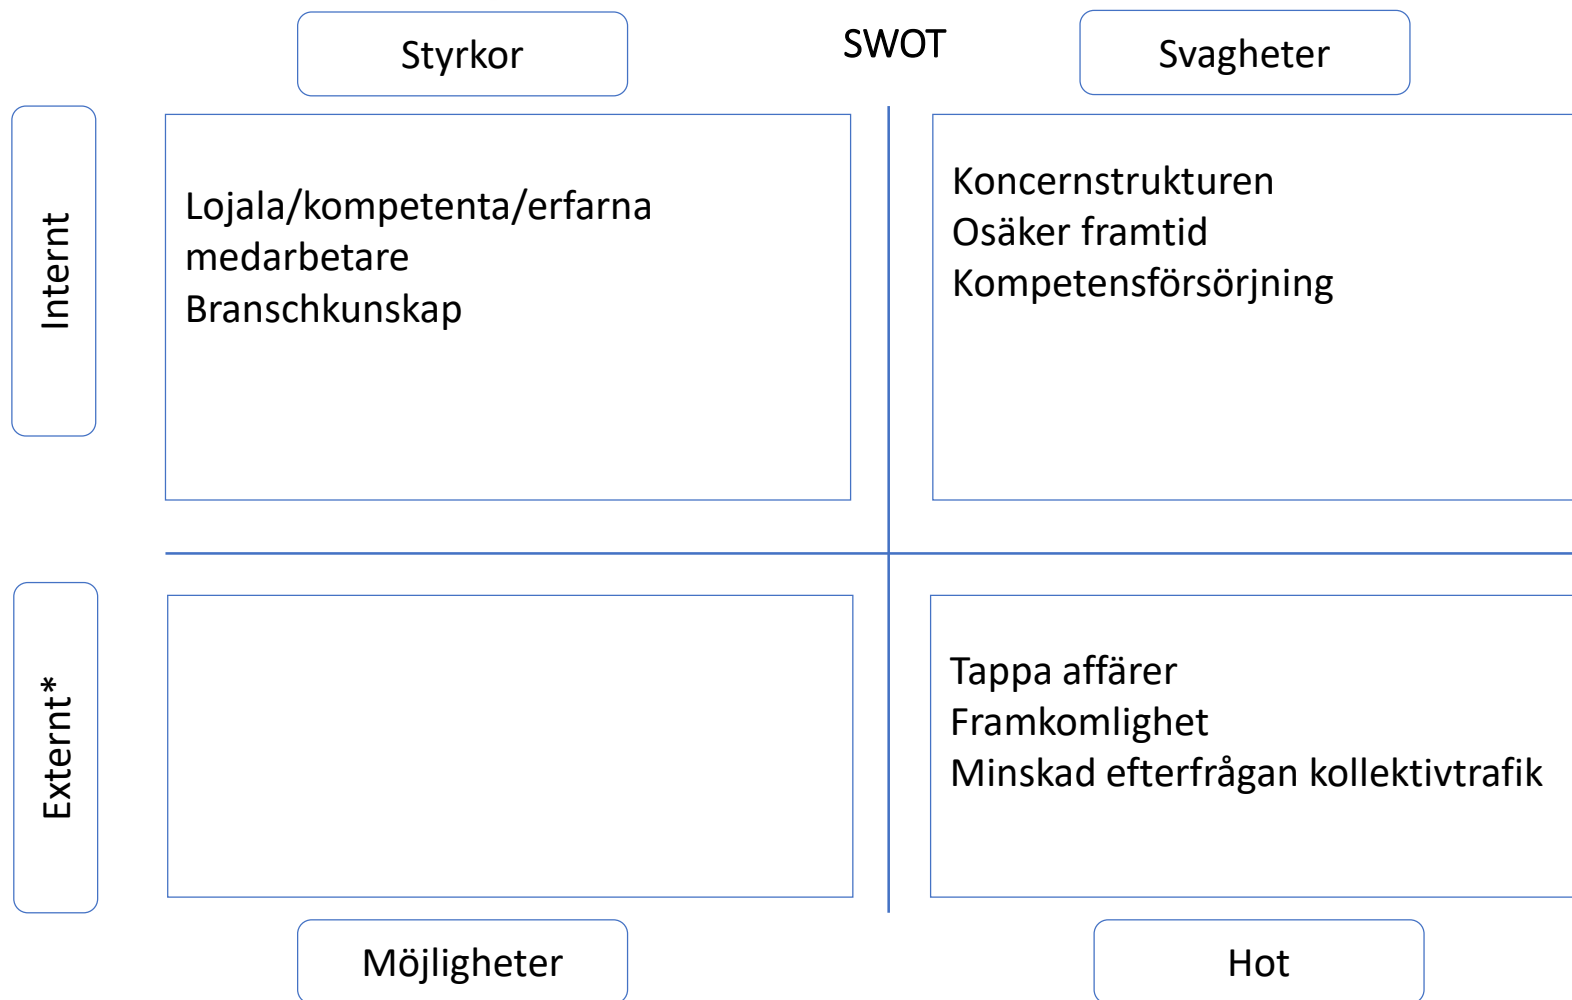 SWOT
Styrkor
Svagheter
Internt
Lojala/kompetenta/erfarna
medarbetare
Branschkunskap
Koncernstrukturen
Osäker framtid
Kompetensförsörjning
Externt*
Tappa affärer
Framkomlighet
Minskad efterfrågan kollektivtrafik
Möjligheter
Hot